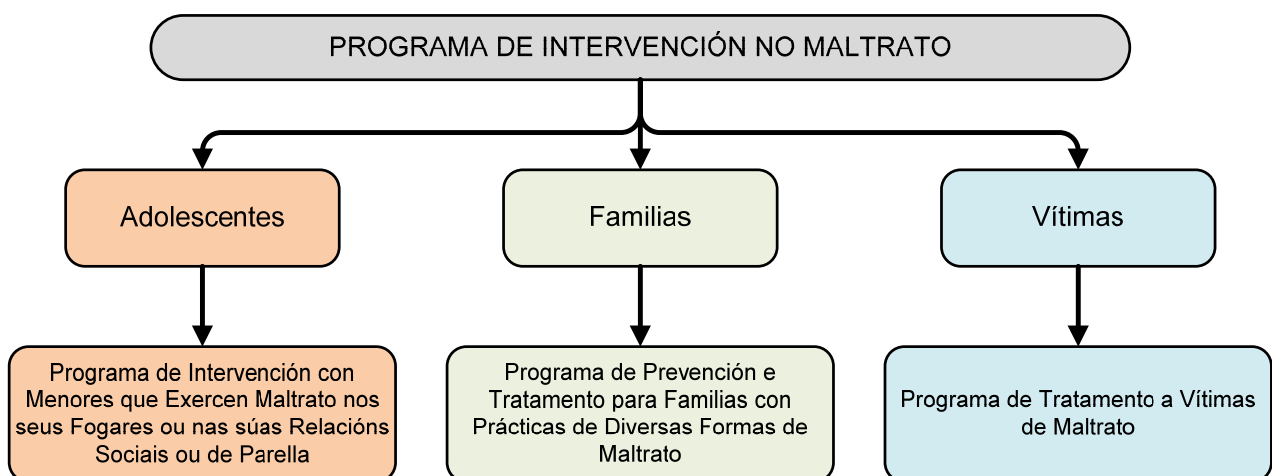 PROGRAMA DE INTERVENCIÓN NO MALTRATO
Adolescentes
Familias
Vítimas
Programa de Intervención con
Menores que Exercen Maltrato nos
seus Fogares ou nas súas Relacións
Sociais ou de Parella
Programa de Prevención e
Tratamento para Familias con
Prácticas de Diversas Formas de
Maltrato
Programa de Tratamento a Vítimas
de Maltrato